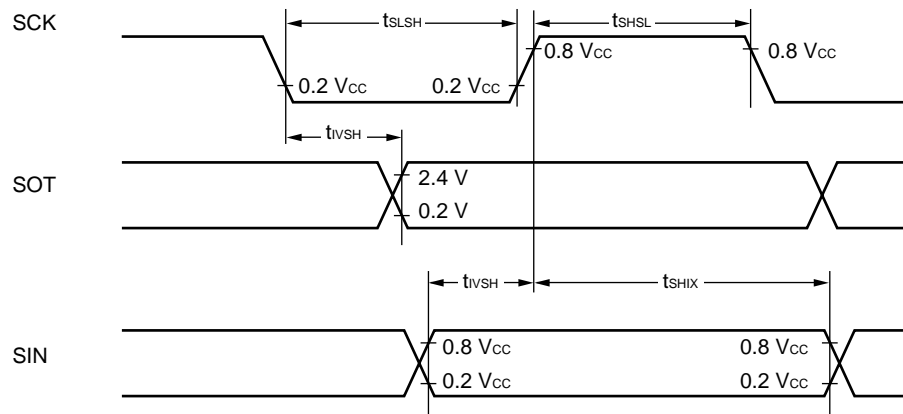 SCK
tSLSH
tSHSL
0.8 VCC
0.8 VCC
0.2 VCC
0.2 VCC
tIVSH
SOT
2.4 V
0.2 V
tIVSH
tSHIX
SIN
0.8 VCC
0.8 VCC
0.2 VCC
0.2 VCC